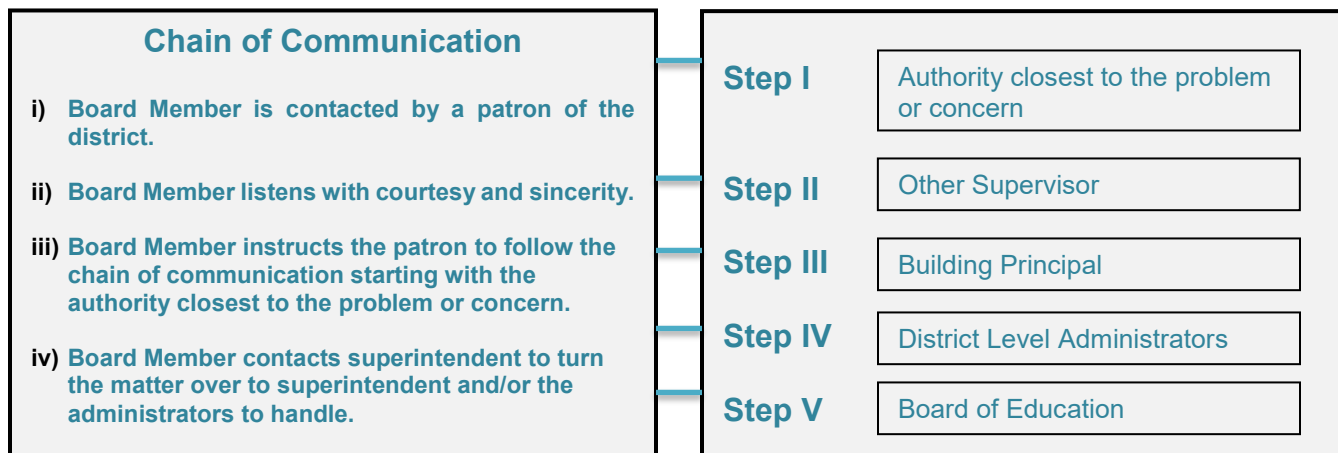 Chain of Communication
i) Board Member is contacted by a patron of the
district.
ii) Board Member listens with courtesy and sincerity.
iii) Board Member instructs the patron to follow the
chain of communication starting with the
authority closest to the problem or concern.
iv) Board Member contacts superintendent to turn
the matter over to superintendent and/or the
administrators to handle.
Step I
Authority closest to the problem
or concern
Step II
Other Supervisor
Step III
Building Principal
Step IV
District Level Administrators
Step V
Board of Education